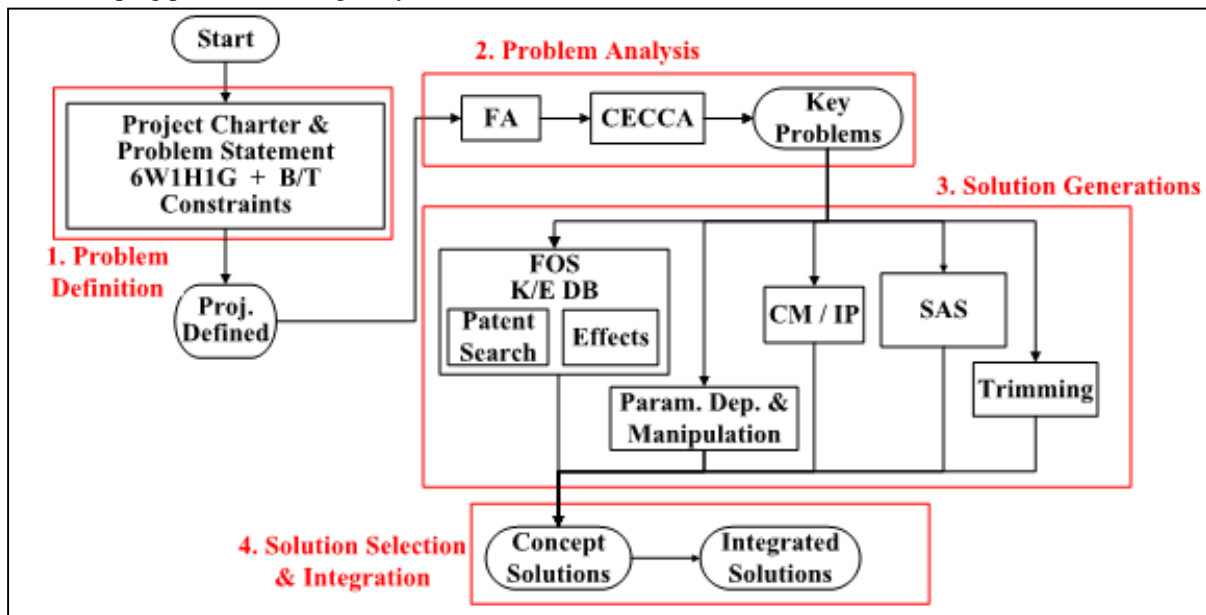 Start
2. Problem Analysis
Project Charter &
Problem Statement
6W1H1G + B/T
Constraints
FA
CECCA
Key
Problems
1. Problem
Definition
Proj.
Defined
3. Solution Generations
FOS
K/E DB
Patent
Search
Effects
CM / IP
SAS
Param. Dep. &
Manipulation
Trimming
4. Solution Selection
& Integration
Concept
Solutions
Integrated
Solutions